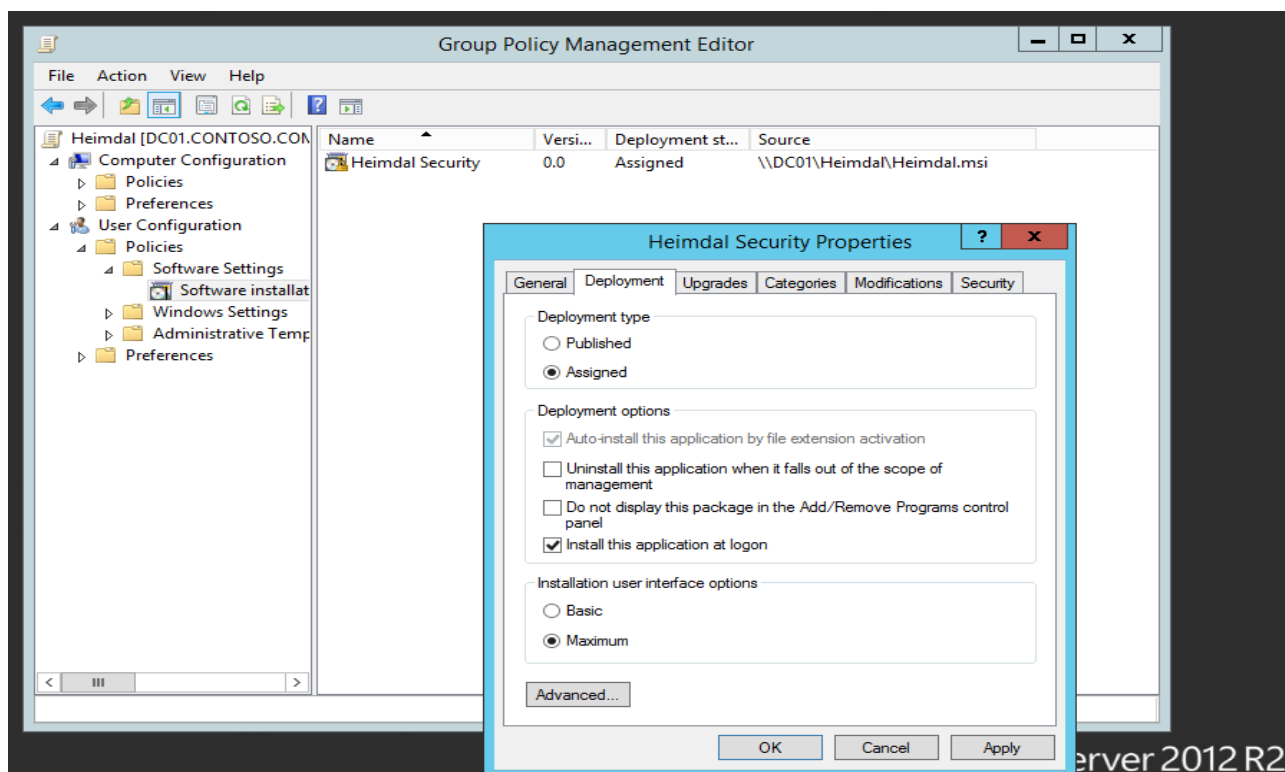 Group Policy Management Editor
File Action View Help
Heimdal [DC01.CONTOSO.CON
Computer Configuration
Policies
Preferences
User Configuration
Policies
Software Settings
Software installat
Windows Settings
Administrative Temp
Preferences
Name Versi... Deployment st... Source
Heimdal Security 0.0 Assigned \\DC01\Heimdal\Heimdal.msi
Heimdal Security Properties
General Deployment Upgrades Categories Modifications Security
Deployment type
Published
Assigned
Deployment options
Auto-install this application by file extension activation
Uninstall this application when it falls out of the scope of
management
Do not display this package in the Add/Remove Programs control
panel
Install this application at logon
Installation user interface options
Basic
Maximum
Advanced...
OK Cancel Apply
erver 2012 R2